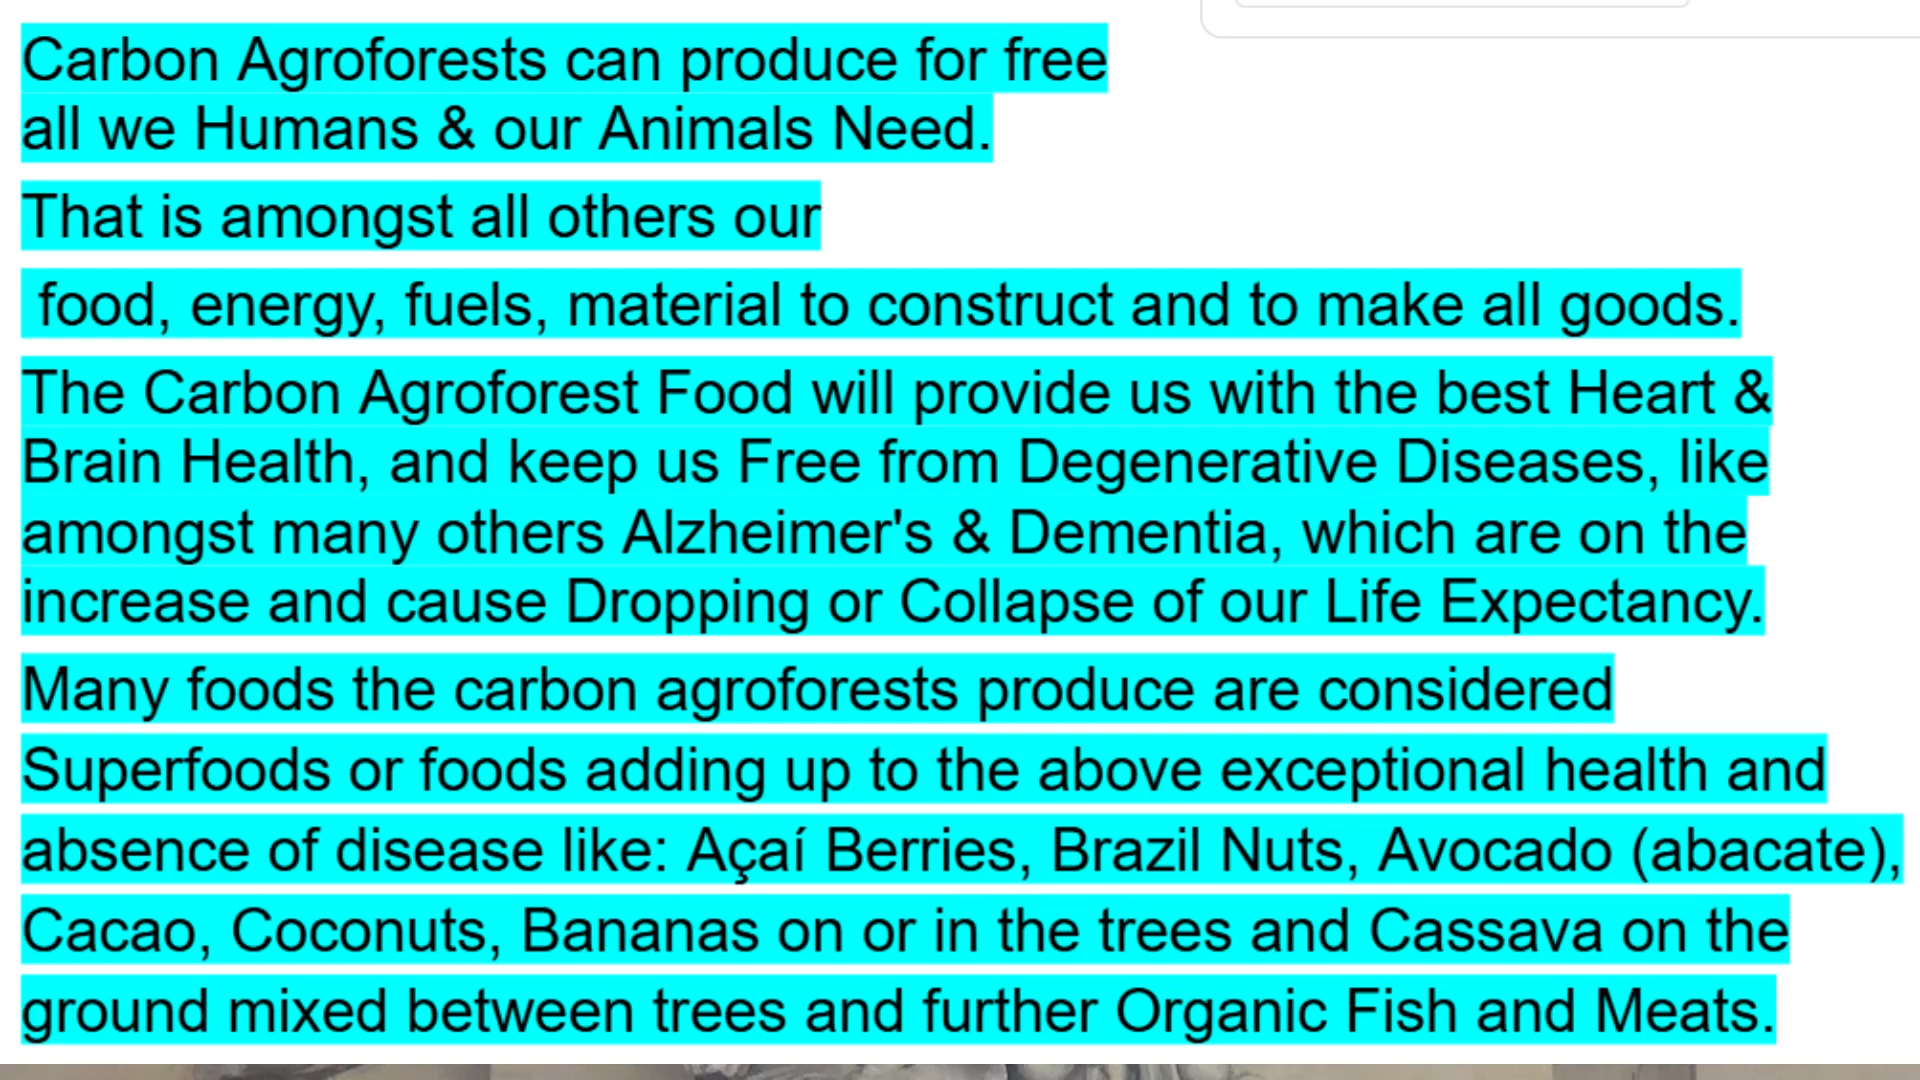 Carbon Agroforests can produce for free
all we Humans & our Animals Need.
That is amongst all others our
food, energy, fuels, material to construct and to make all goods.
The Carbon Agroforest Food will provide us with the best Heart &
Brain Health, and keep us Free from Degenerative Diseases, like
amongst many others Alzheimer's & Dementia, which are on the
increase and cause Dropping or Collapse of our Life Expectancy.
Many foods the carbon agroforests produce are considered
Superfoods or foods adding up to the above exceptional health and
absence of disease like: Açaí Berries, Brazil Nuts, Avocado (abacate),
Cacao, Coconuts, Bananas on or in the trees and Cassava on the
ground mixed between trees and further Organic Fish and Meats.